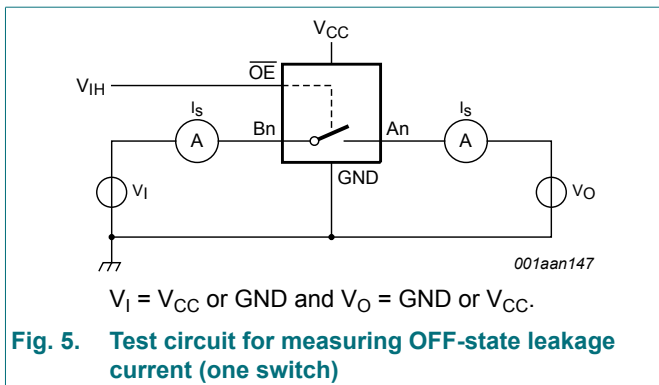 VCC
OE
VIH
Is
Bn
An
Is
A
A
GND
VI
VO
001aan147
VI = VCC or GND and VO = GND or VCC.
Fig. 5. Test circuit for measuring OFF-state leakage
current (one switch)